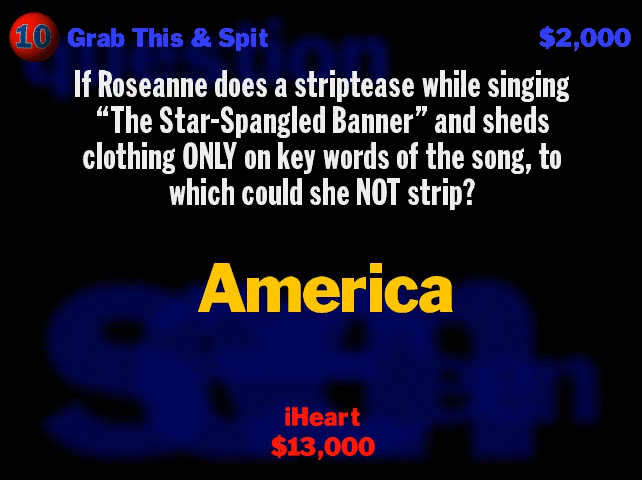 10 Grab This & Spit $2,000
question
If Roseanne does a striptease while singing
“The Star-Spangled Banner” and sheds
clothing ONLY on key words of the song, to
which could she NOT strip?
America
iHeart
$13,000